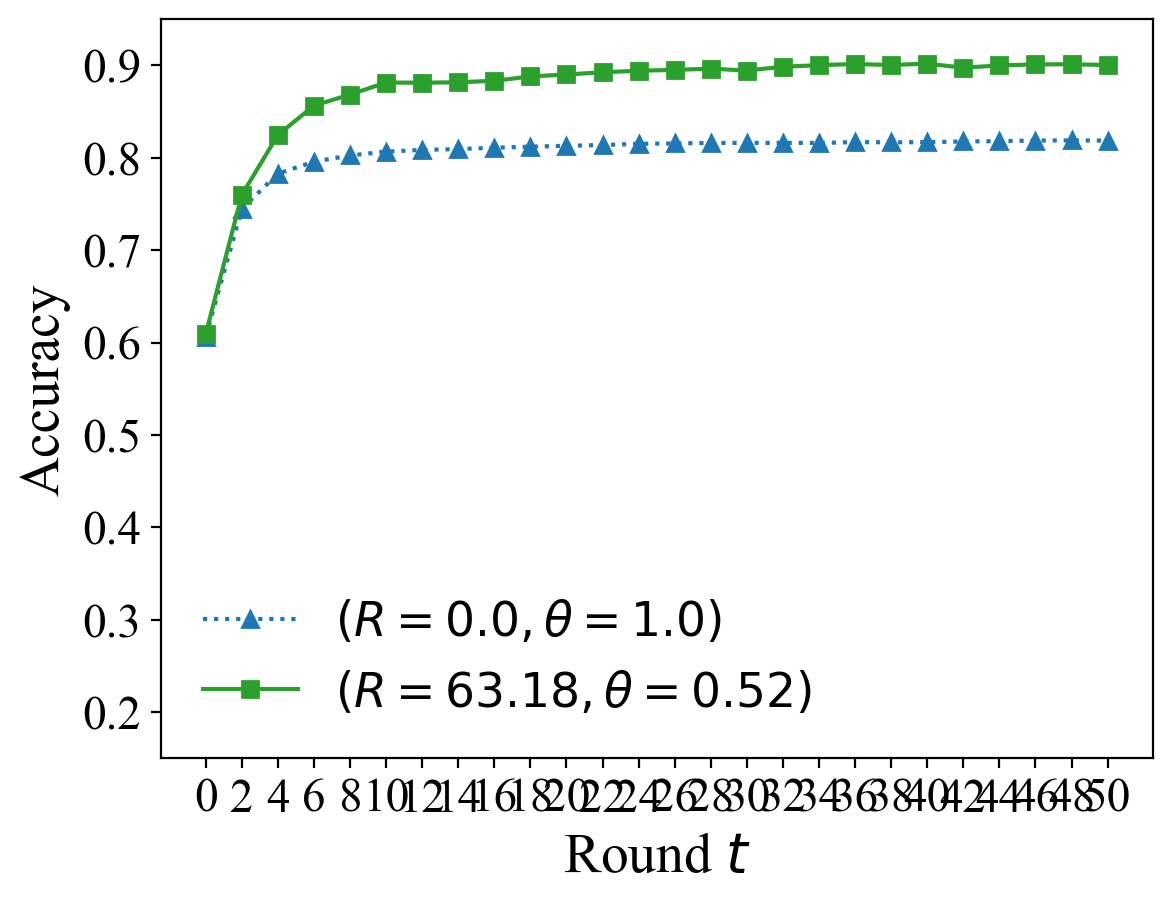 0.9
0.8
0.7
0.6
0.5
0.4
0.3
0.2
Accuracy
(R = 0.0, θ = 1.0)
(R = 63.18, θ = 0.52)
0 2 4 6 8 10 12 14 16 18 20 22 24 26 28 30 32 34 36 38 40 42 44 46 48 50
Round t